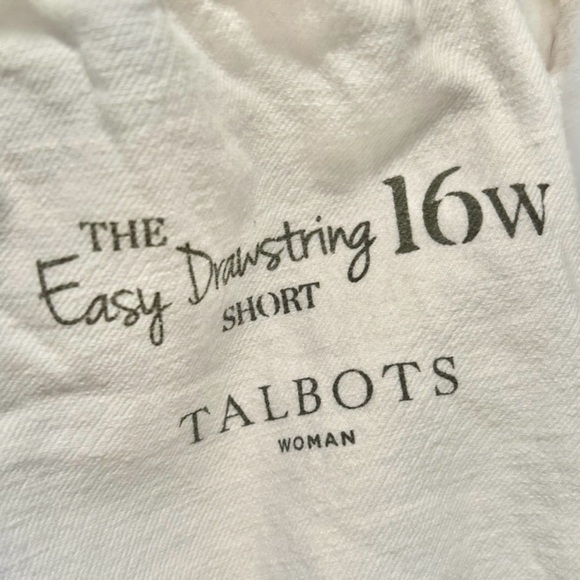 THE
Easy Drawstring 16W
SHORT
TALBOTS
WOMAN